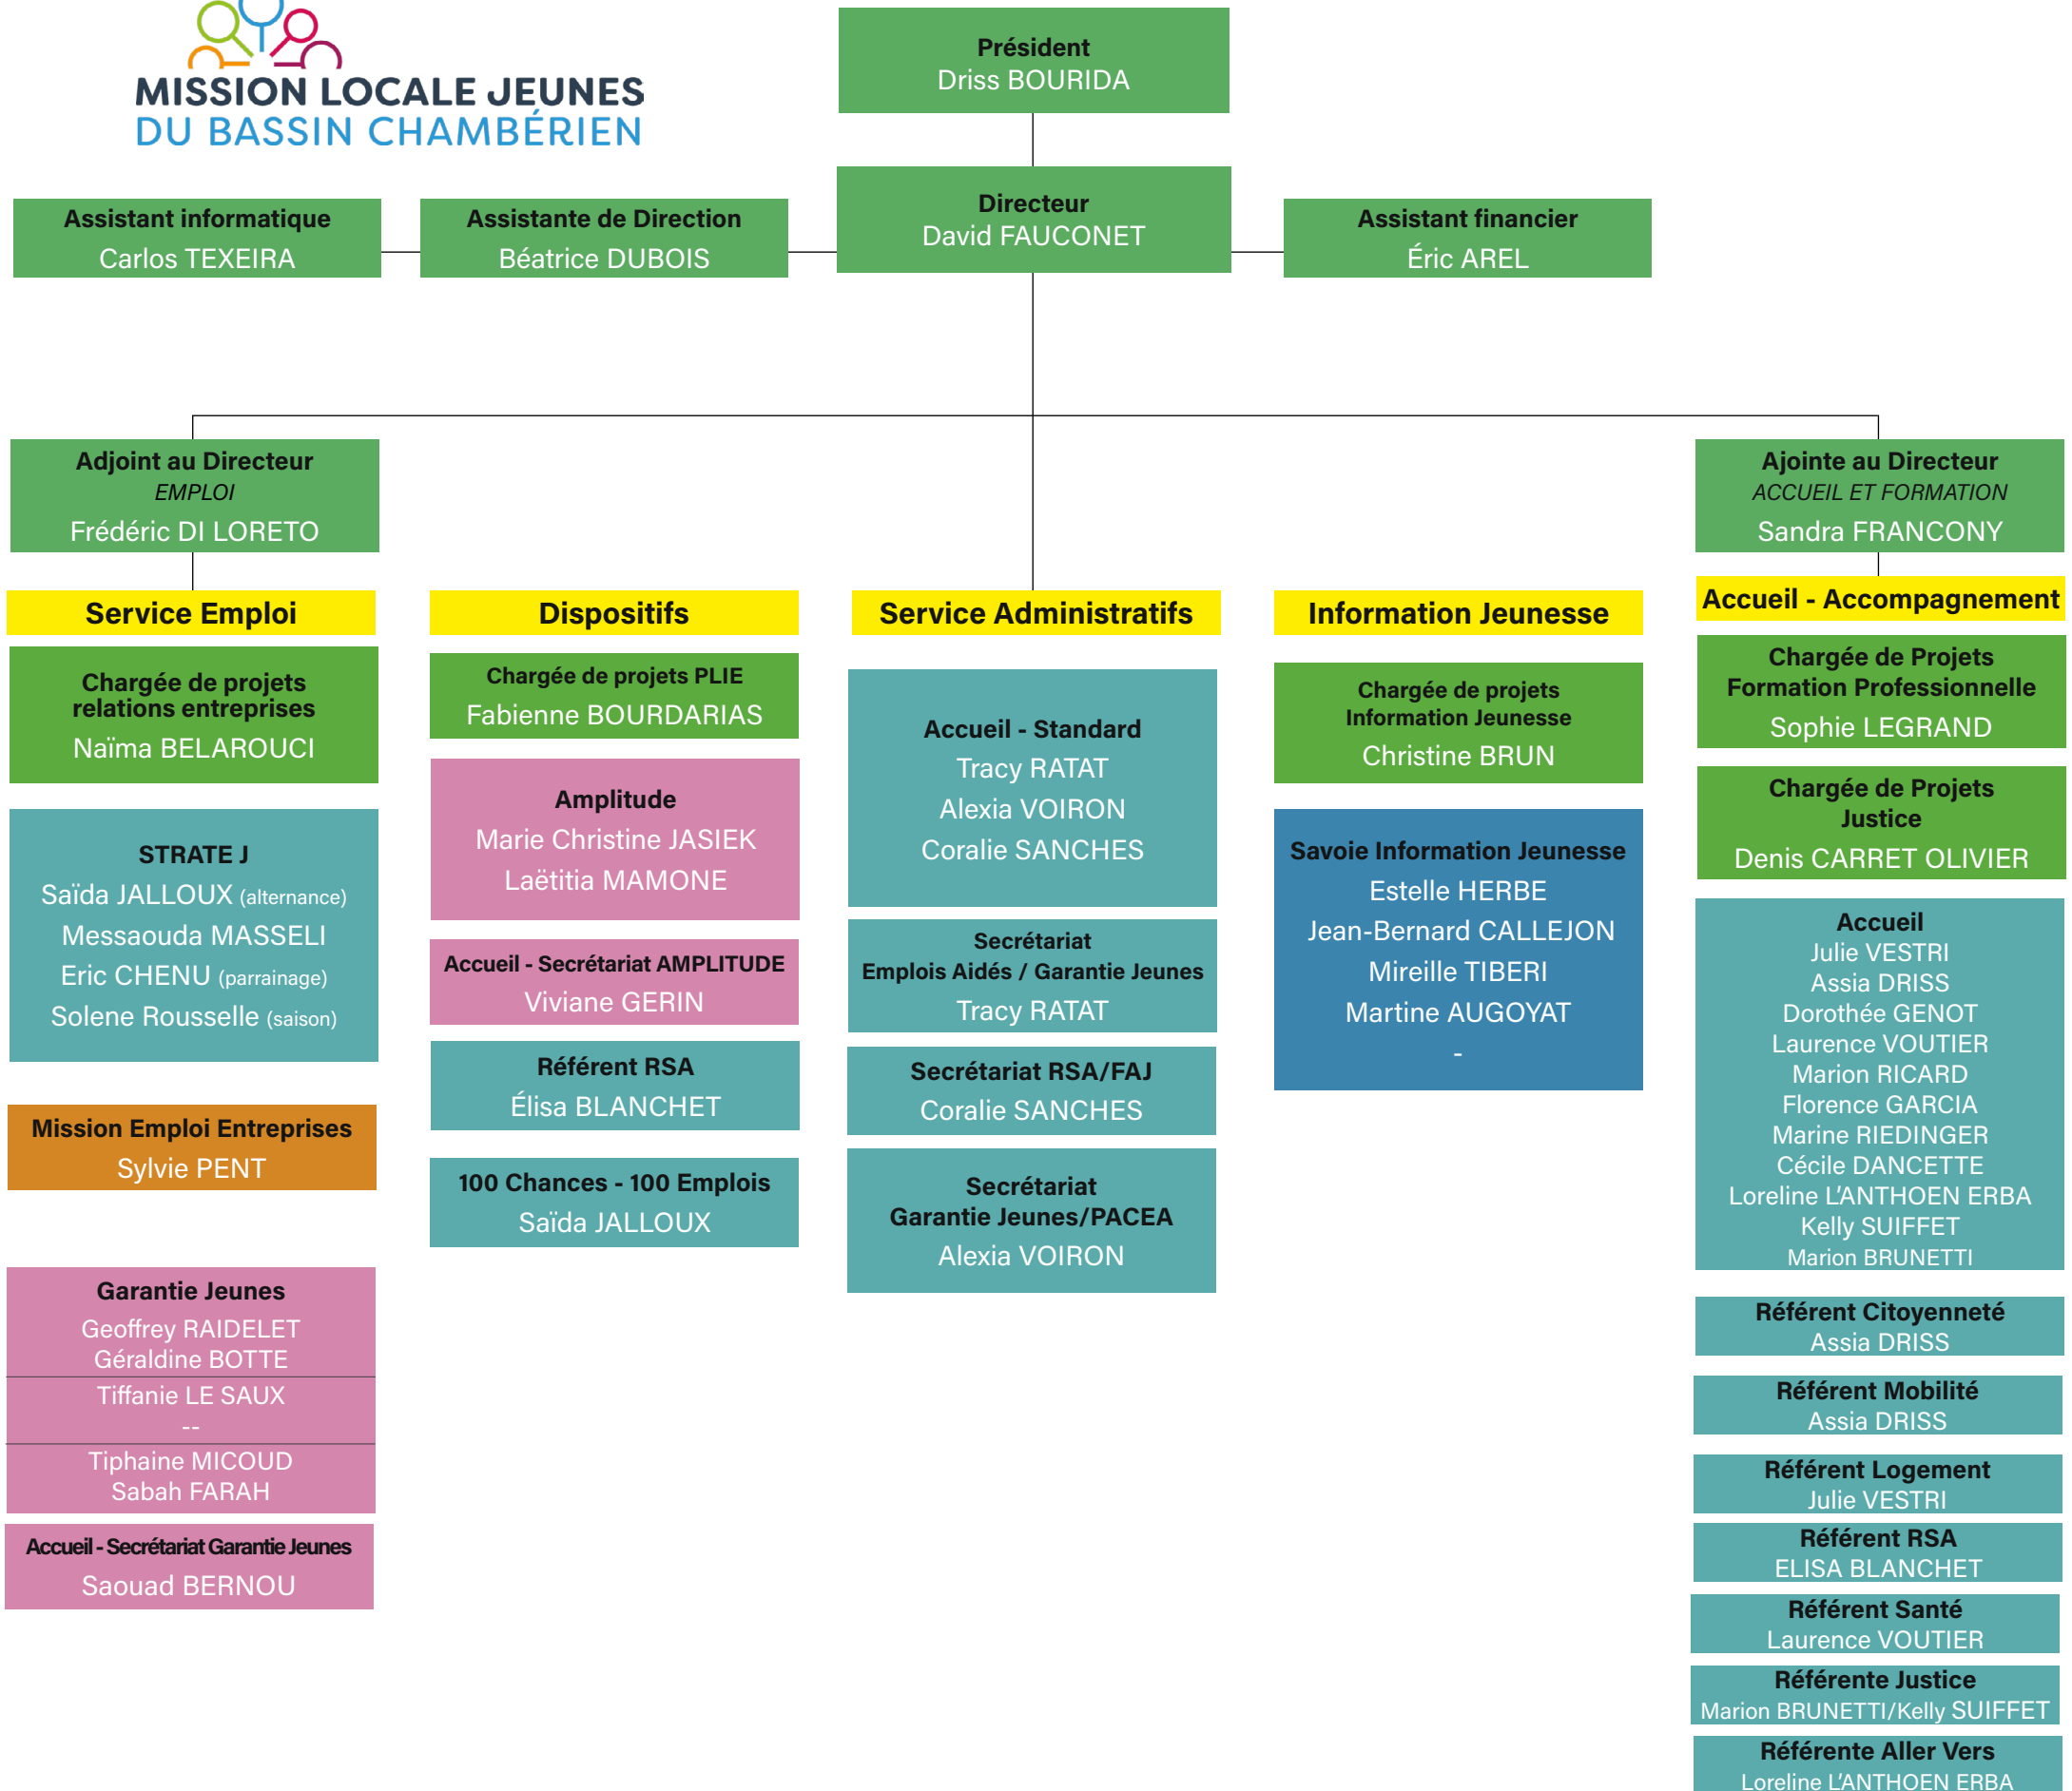 MISSION LOCALE JEUNES
DU BASSIN CHAMBÉRIEN
Président
Driss BOURIDA
Directeur
David FAUCONET
Assistant informatique
Carlos TEXEIRA
Assistante de Direction
Béatrice DUBOIS
Assistant financier
Éric AREL
Adjoint au Directeur
EMPLOI
Frédéric DI LORETO
Ajointe au Directeur
ACCUEIL ET FORMATION
Sandra FRANCONY
Service Emploi
Chargée de projets
relations entreprises
Naïma BELAROUCI
STRATE J
Saïda JALLOUX (alternance)
Messaouda MASSELI
Eric CHENU (parrainage)
Solene Rousselle (saison)
Mission Emploi Entreprises
Sylvie PENT
Garantie Jeunes
Geoffrey RAIDELET
Géraldine BOTTE
Tiffanie LE SAUX
--
Tiphaine MICOUD
Sabah FARAH
Accueil - Secrétariat Garantie Jeunes
Saouad BERNOU
Dispositifs
Chargée de projets PLIE
Fabienne BOURDARIAS
Amplitude
Marie Christine JASIEK
Laëtitia MAMONE
Accueil - Secrétariat AMPLITUDE
Viviane GERIN
Référent RSA
Élisa BLANCHET
100 Chances - 100 Emplois
Saïda JALLOUX
Service Administratifs
Accueil - Standard
Tracy RATAT
Alexia VOIRON
Coralie SANCHES
Secrétariat
Emplois Aidés / Garantie Jeunes
Tracy RATAT
Secrétariat RSA/FAJ
Coralie SANCHES
Secrétariat
Garantie Jeunes/PACEA
Alexia VOIRON
Information Jeunesse
Chargée de projets
Information Jeunesse
Christine BRUN
Savoie Information Jeunesse
Estelle HERBE
Jean-Bernard CALLEJON
Mireille TIBERI
Martine AUGOYAT
-
Accueil - Accompagnement
Chargée de Projets
Formation Professionnelle
Sophie LEGRAND
Chargée de Projets
Justice
Denis CARRET OLIVIER
Accueil
Julie VESTRI
Assia DRISS
Dorothée GENOT
Laurence VOUTIER
Marion RICARD
Florence GARCIA
Marine RIEDINGER
Cécile DANCETTE
Loreline L'ANTHOEN ERBA
Kelly SUIFFET
Marion BRUNETTI
Référent Citoyenneté
Assia DRISS
Référent Mobilité
Assia DRISS
Référent Logement
Julie VESTRI
Référent RSA
ELISA BLANCHET
Référent Santé
Laurence VOUTIER
Référente Justice
Marion BRUNETTI/Kelly SUIFFET
Référente Aller Vers
Loreline L'ANTHOEN ERBA